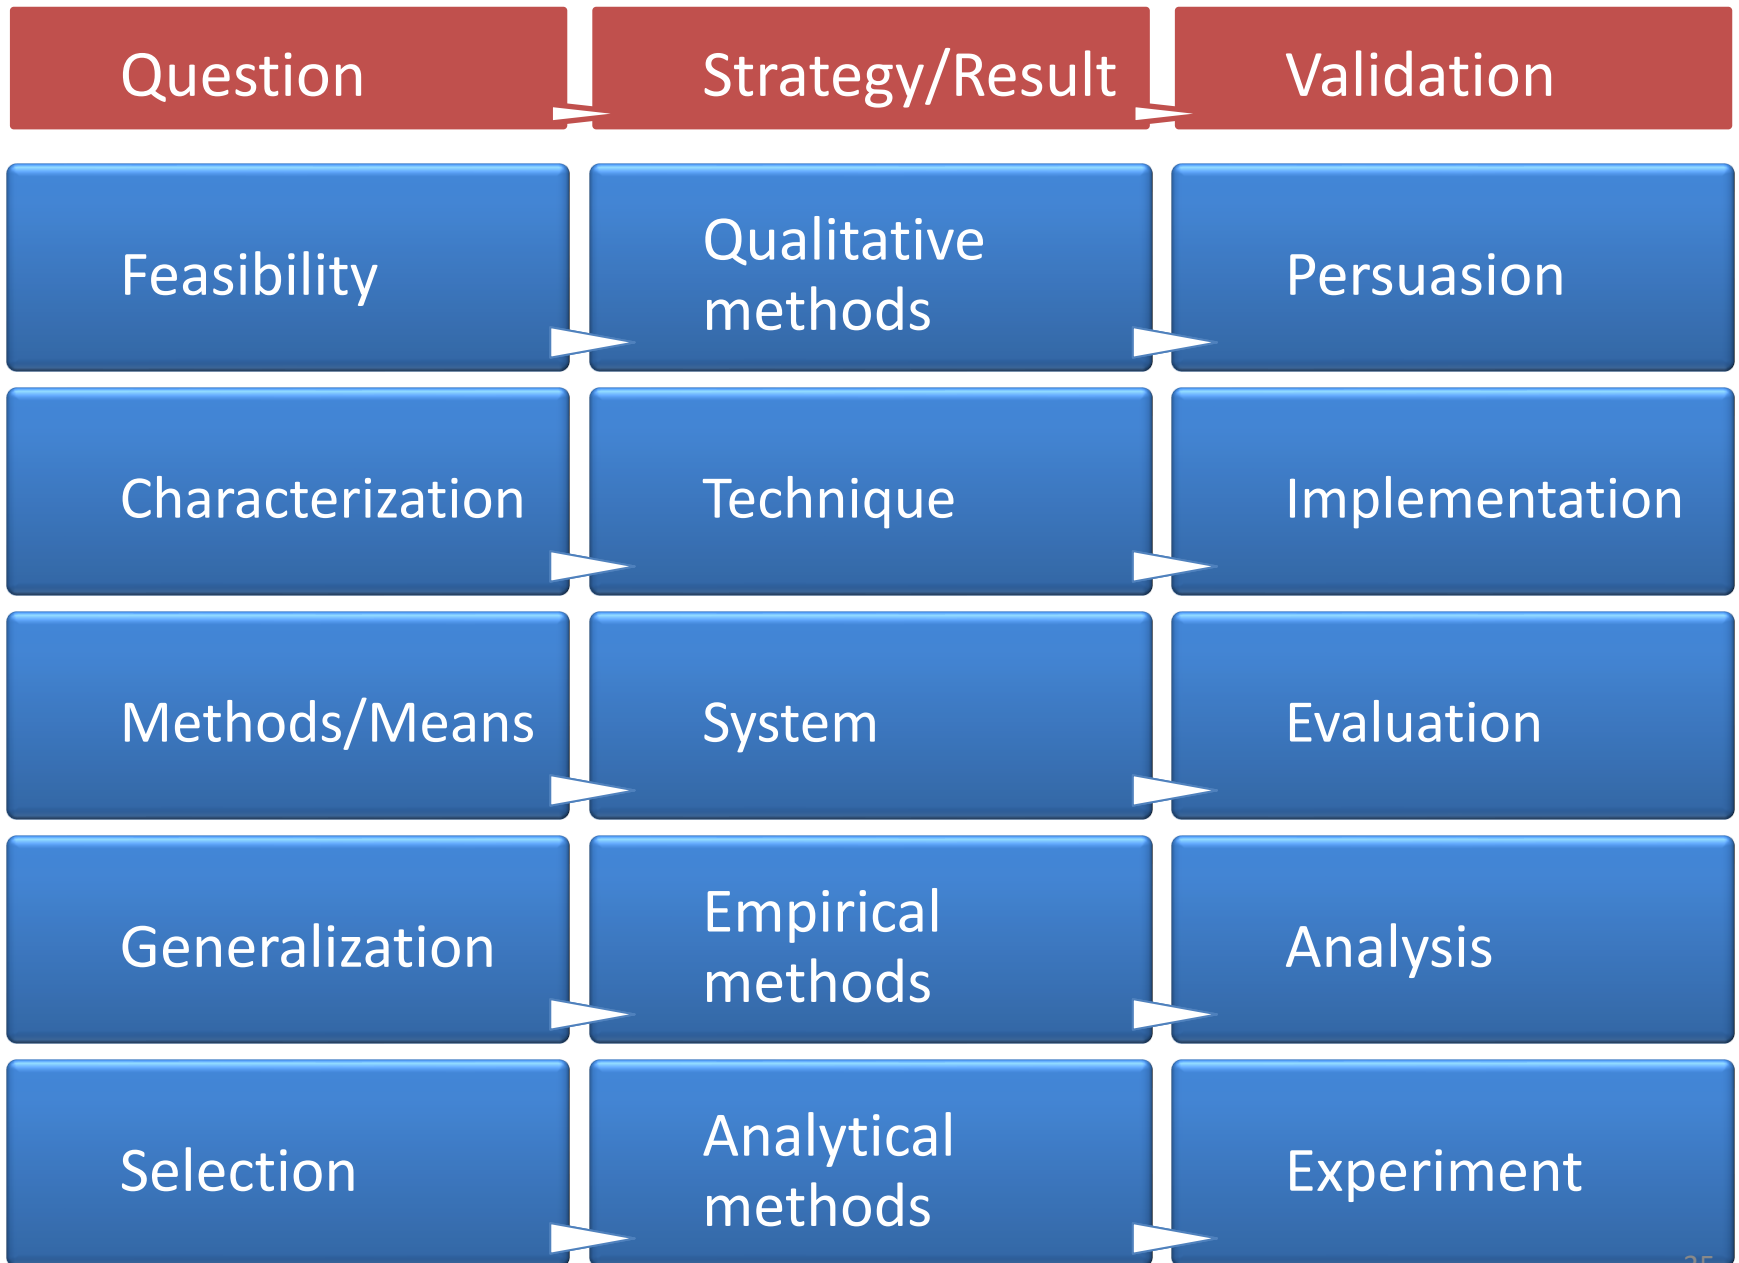 Question
Strategy/Result
Validation
Feasibility
Qualitative
methods
Persuasion
Characterization
Technique
Implementation
Methods/Means
System
Evaluation
Generalization
Empirical
methods
Analysis
Selection
Analytical
methods
Experiment